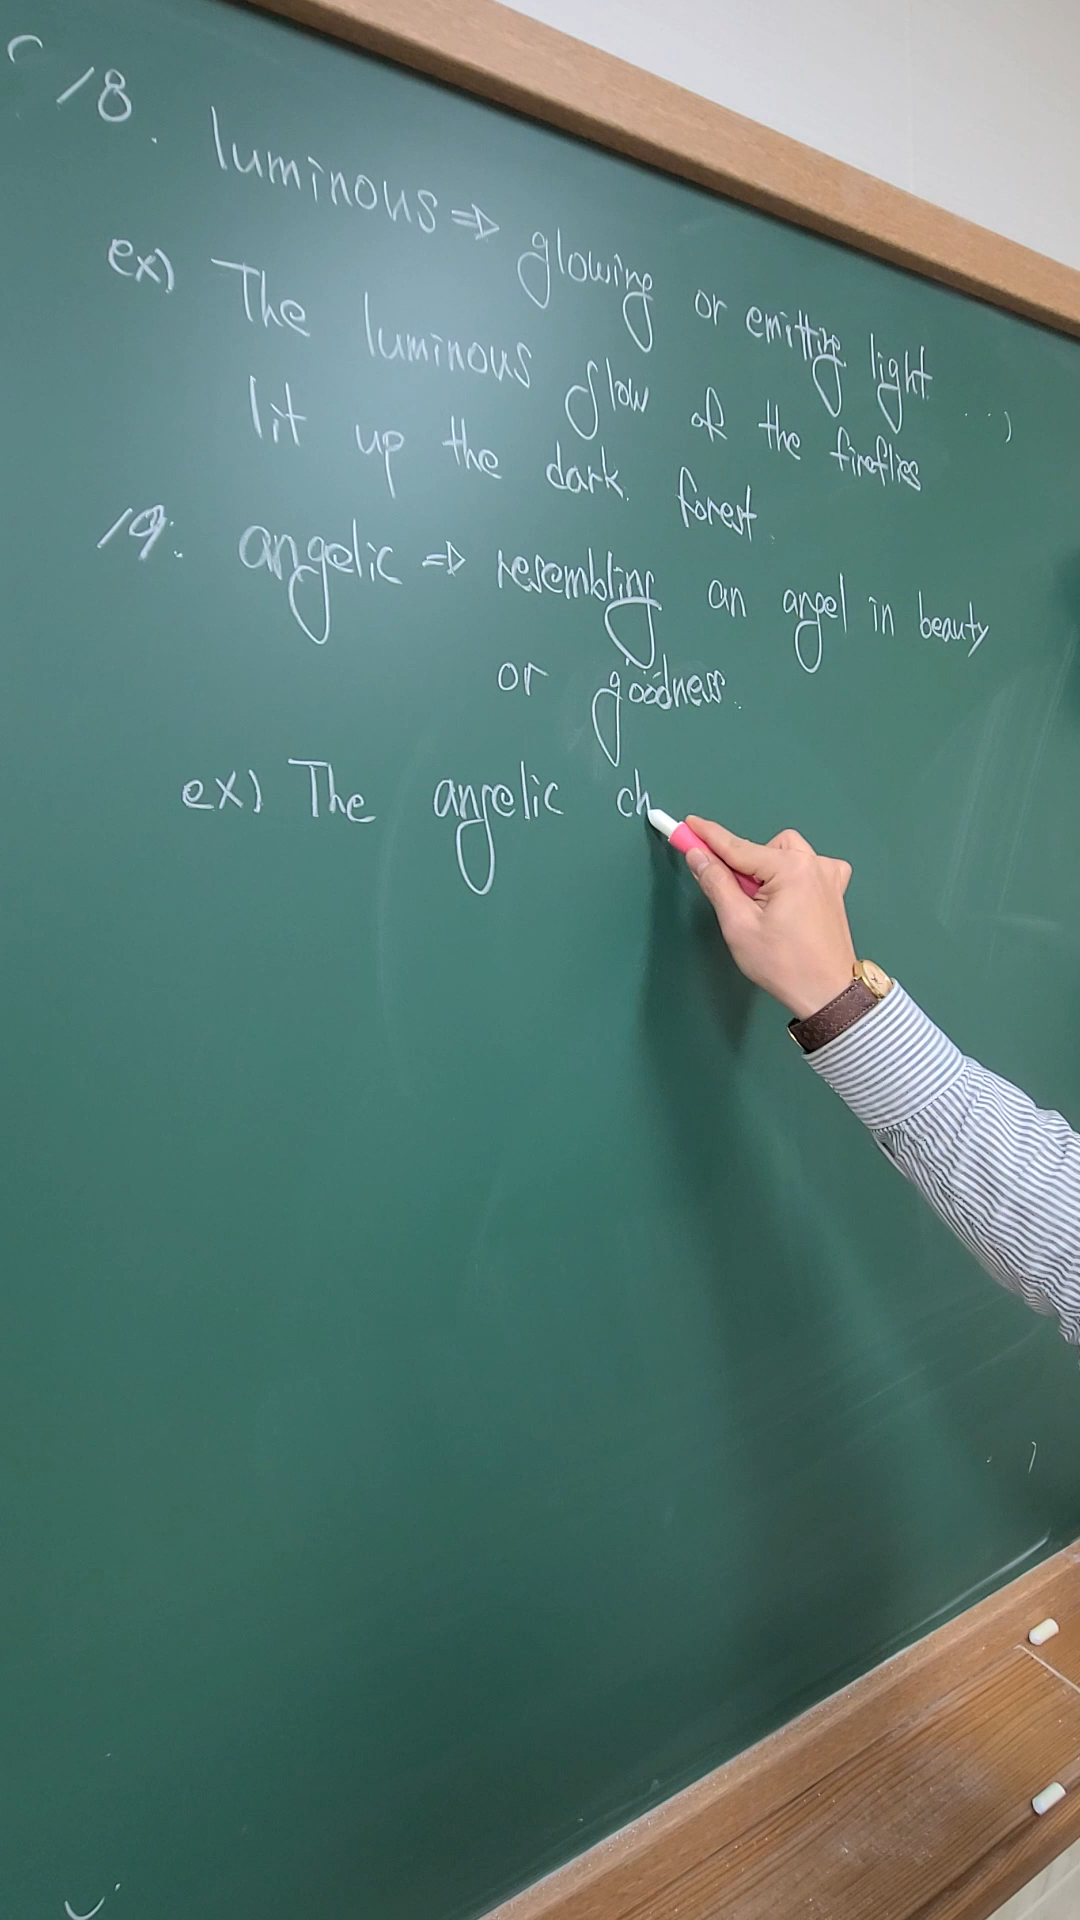 18. luminous ⇒ glowing or emitting light
ex) The luminous glow of the fireflies
lit up the dark forest.
19. angelic ⇒ resembling an angel in beauty
or goodness.
ex) The angelic ch